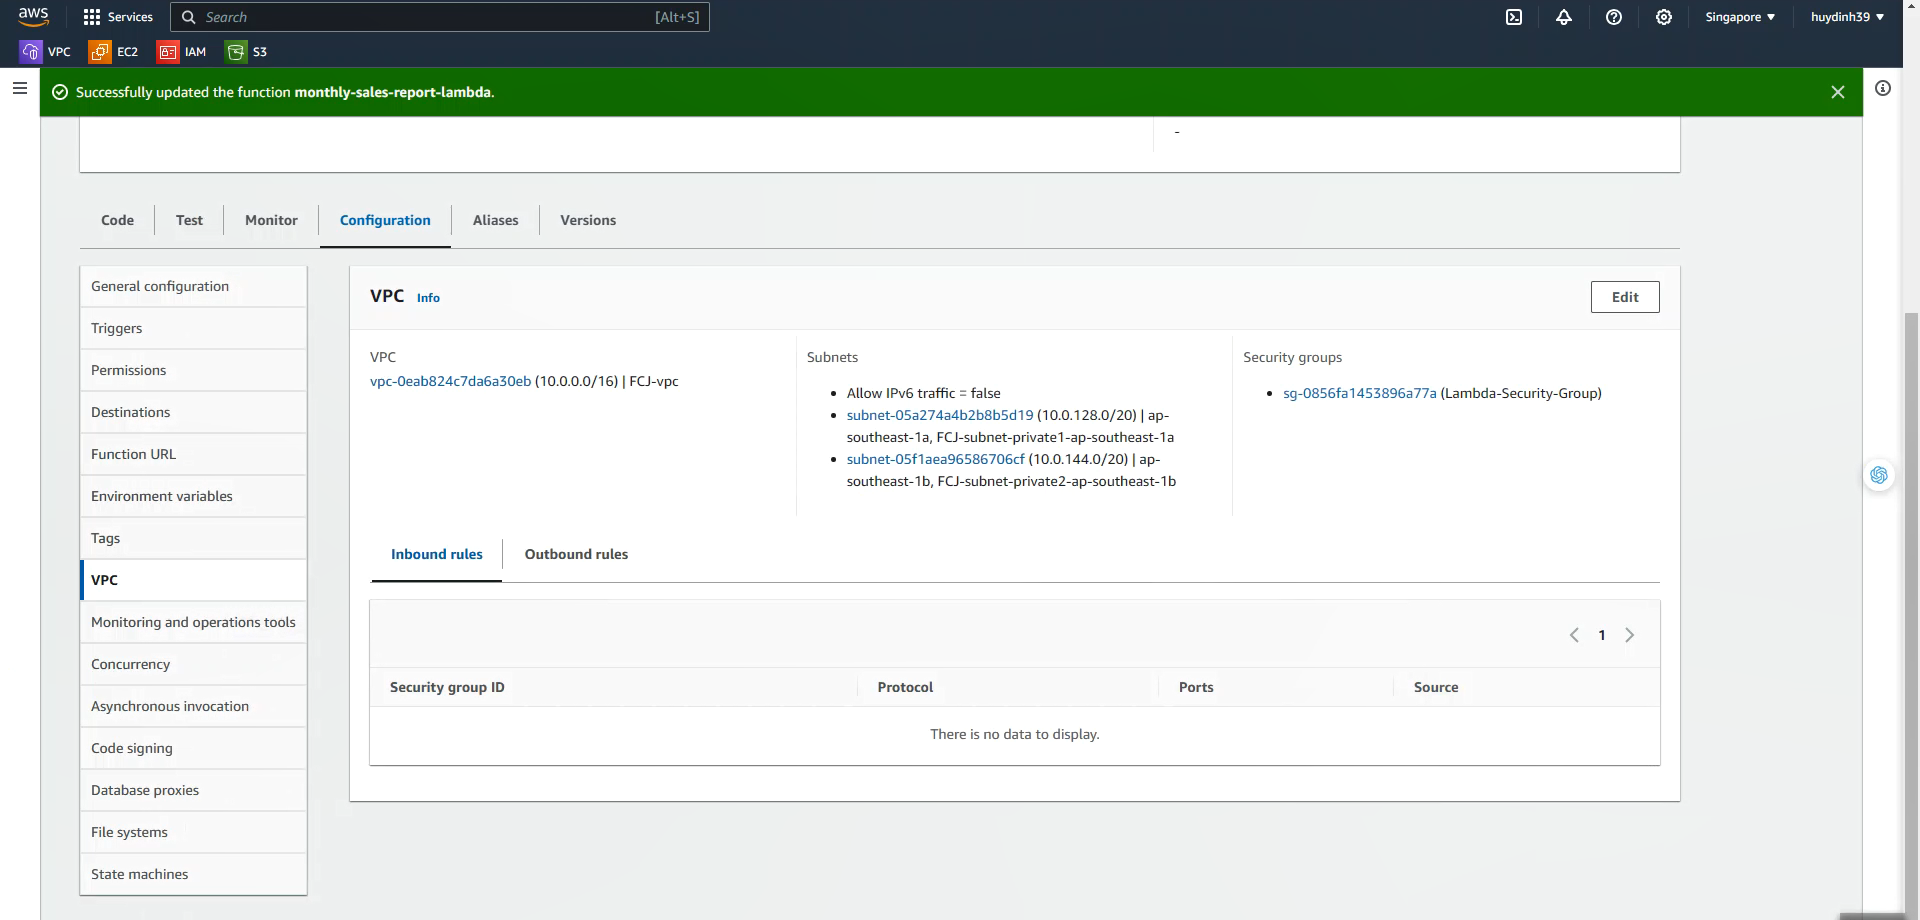 aws
Services
Search
[Alt+S]
Singapore ▼
huydinh39 ▼
VPC
EC2
IAM
S3
Successfully updated the function monthly-sales-report-lambda.
-
Code
Test
Monitor
Configuration
Aliases
Versions
General configuration
Triggers
Permissions
Destinations
Function URL
Environment variables
Tags
VPC
Monitoring and operations tools
Concurrency
Asynchronous invocation
Code signing
Database proxies
File systems
State machines
VPC Info
Edit
VPC
vpc-0eab824c7da6a30eb (10.0.0.0/16) | FCJ-vpc
Subnets
• Allow IPv6 traffic = false
• subnet-05a274a4b2b8b5d19 (10.0.128.0/20) | ap-
southeast-1a, FCJ-subnet-private1-ap-southeast-1a
• subnet-05f1aea96586706cf (10.0.144.0/20) | ap-
southeast-1b, FCJ-subnet-private2-ap-southeast-1b
Security groups
• sg-0856fa1453896a77a (Lambda-Security-Group)
Inbound rules
Outbound rules
1
Security group ID
Protocol
Ports
Source
There is no data to display.